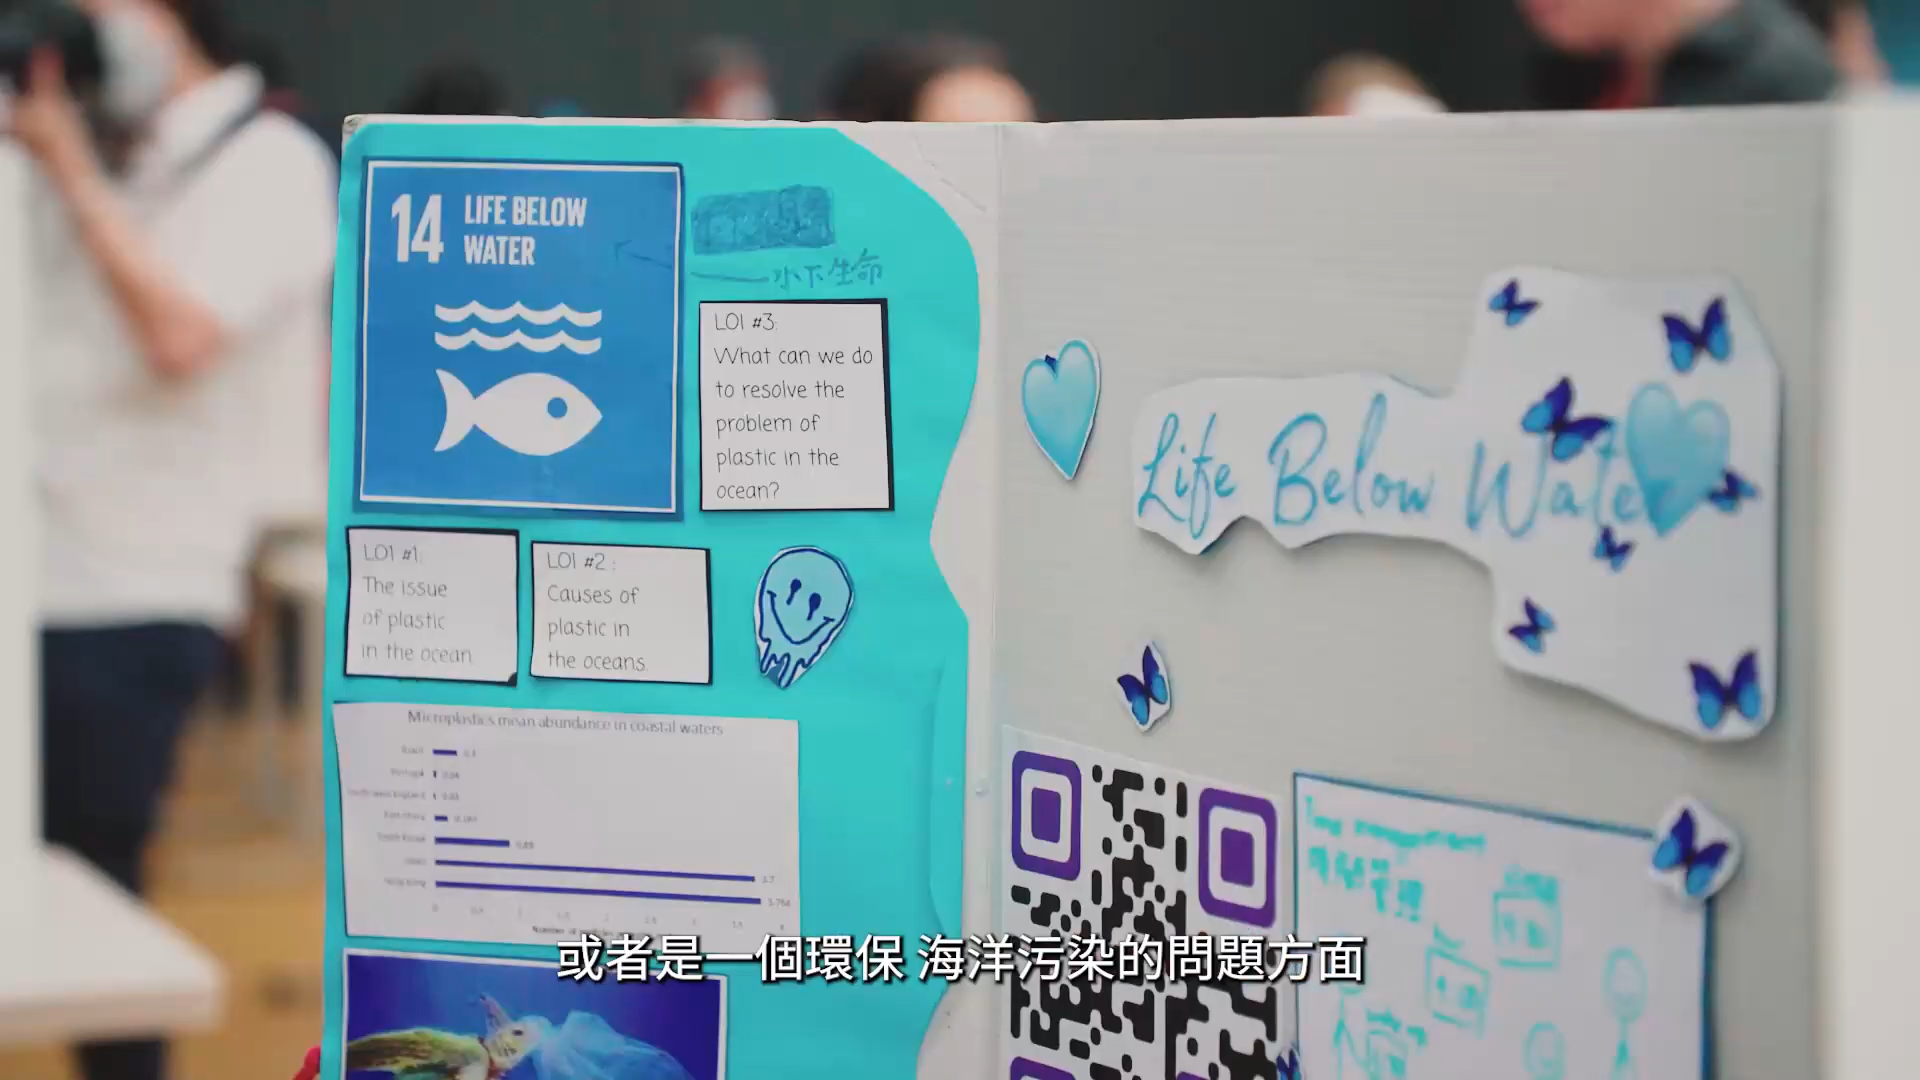 14 LIFE BELOW
WATER
水下生命
LOI #3:
What can we do
to resolve the
problem of
plastic in the
ocean?
LOI #1:
The issue
of plastic
in the ocean
LOI #2:
Causes of
plastic in
the oceans.
Microplastics mean abundance in coastal waters
Hong Kong
Life Below Water
或者是一個環保 海洋污染的問題方面